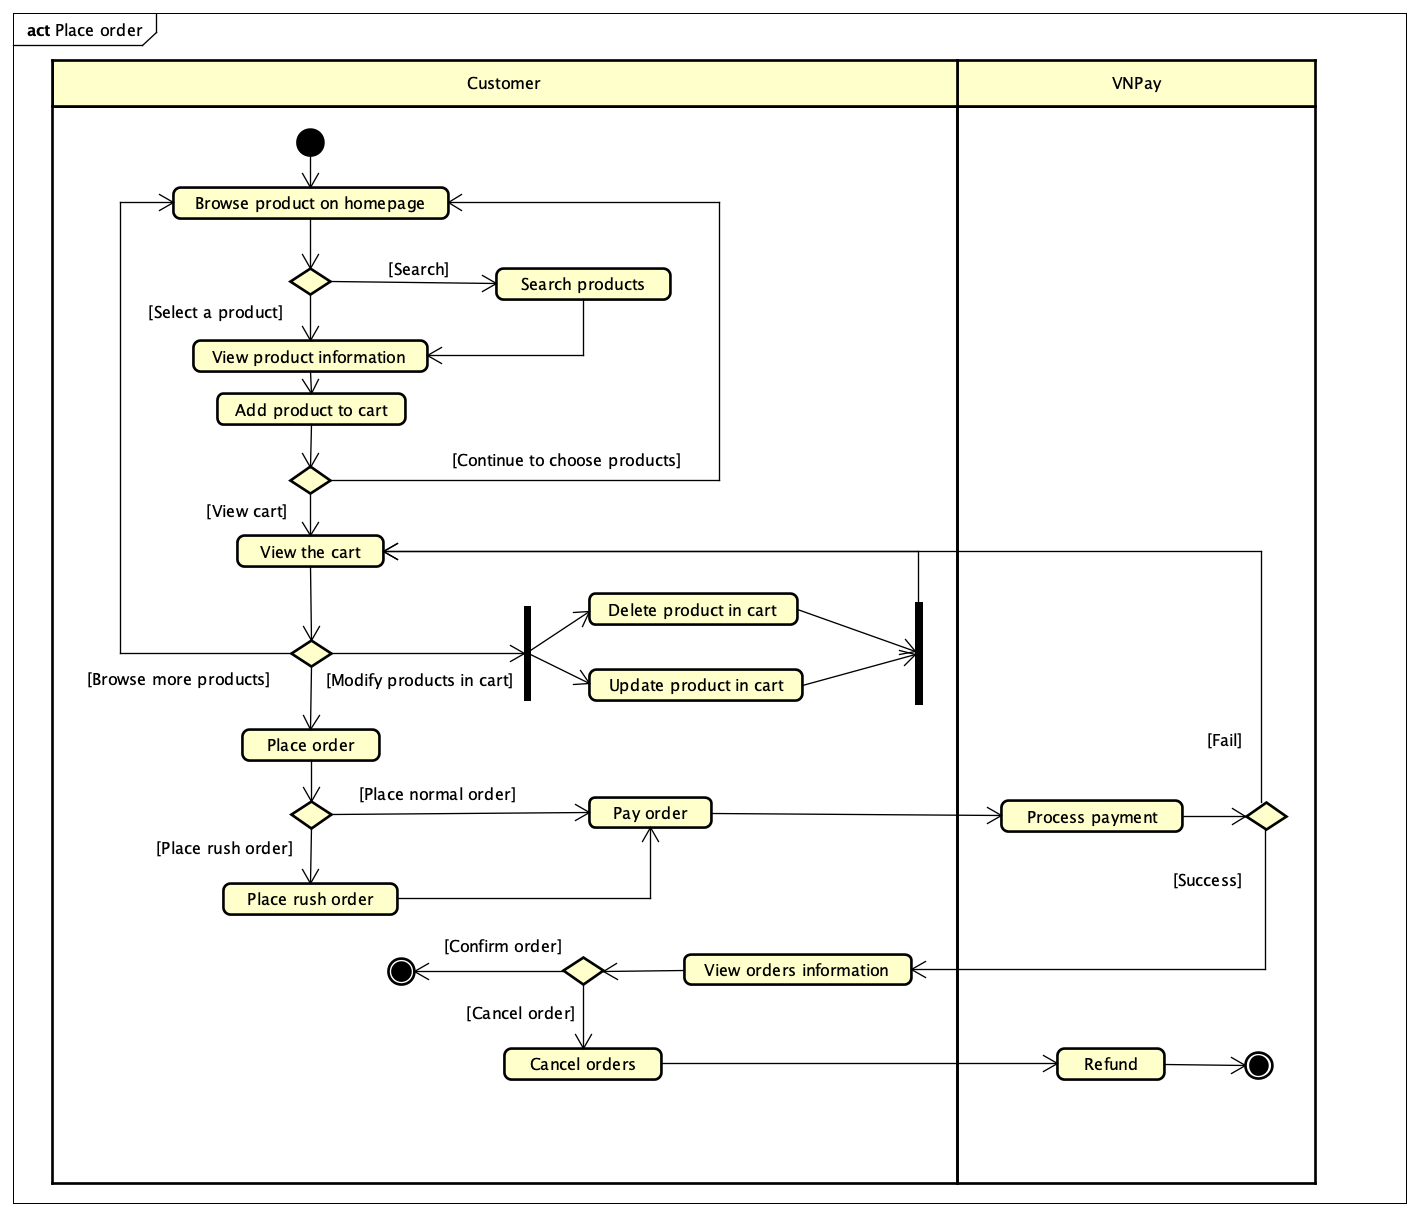 act Place order
Customer
VNPay
Browse product on homepage
[Search]
Search products
[Select a product]
View product information
Add product to cart
[Continue to choose products]
[View cart]
View the cart
Delete product in cart
[Browse more products]
[Modify products in cart]
Update product in cart
Place order
[Fail]
[Place normal order]
Pay order
Process payment
[Place rush order]
[Success]
Place rush order
[Confirm order]
View orders information
[Cancel order]
Cancel orders
Refund